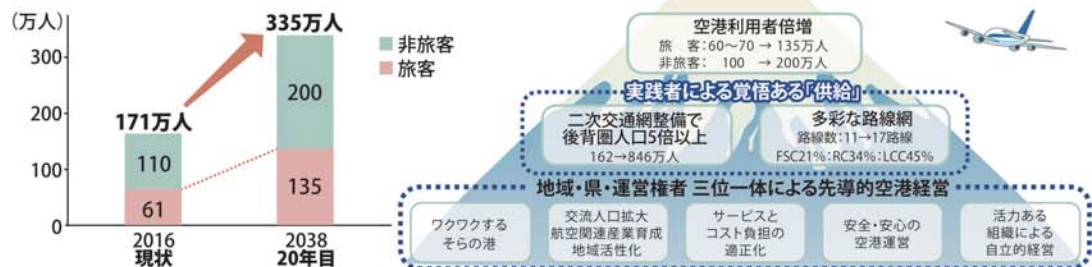 (万人)
300
200
100
0
171万人
110
61
2016
現状
335万人
200
135
2038
20年目
非旅客
旅客
空港利用者倍増
旅 客:60~70 → 135万人
非旅客: 100 → 200万人
実践者による覚悟ある「供給」
二次交通網整備で
後背圏人口5倍以上
162→846万人
多彩な路線網
路線数:11→17路線
FSC21%:RC34%:LCC45%
地域・県・運営権者 三位一体による先導的空港経営
ワクワクする
そらの港
交流人口拡大
航空関連産業育成
地域活性化
サービスと
コスト負担の
適正化
安全・安心の
空港運営
活力ある
組織による
自立的経営